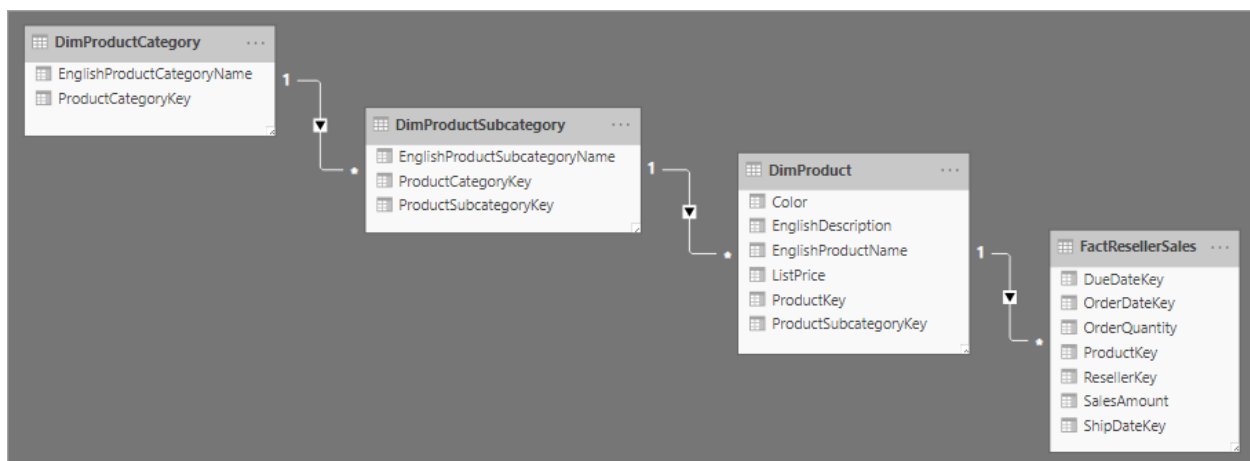 DimProductCategory ...
EnglishProductCategoryName
ProductCategoryKey
1
*
DimProductSubcategory ...
EnglishProductSubcategoryName
ProductCategoryKey
ProductSubcategoryKey
1
*
DimProduct ...
Color
EnglishDescription
EnglishProductName
ListPrice
ProductKey
ProductSubcategoryKey
1
*
FactResellerSales ...
DueDateKey
OrderDateKey
OrderQuantity
ProductKey
ResellerKey
SalesAmount
ShipDateKey